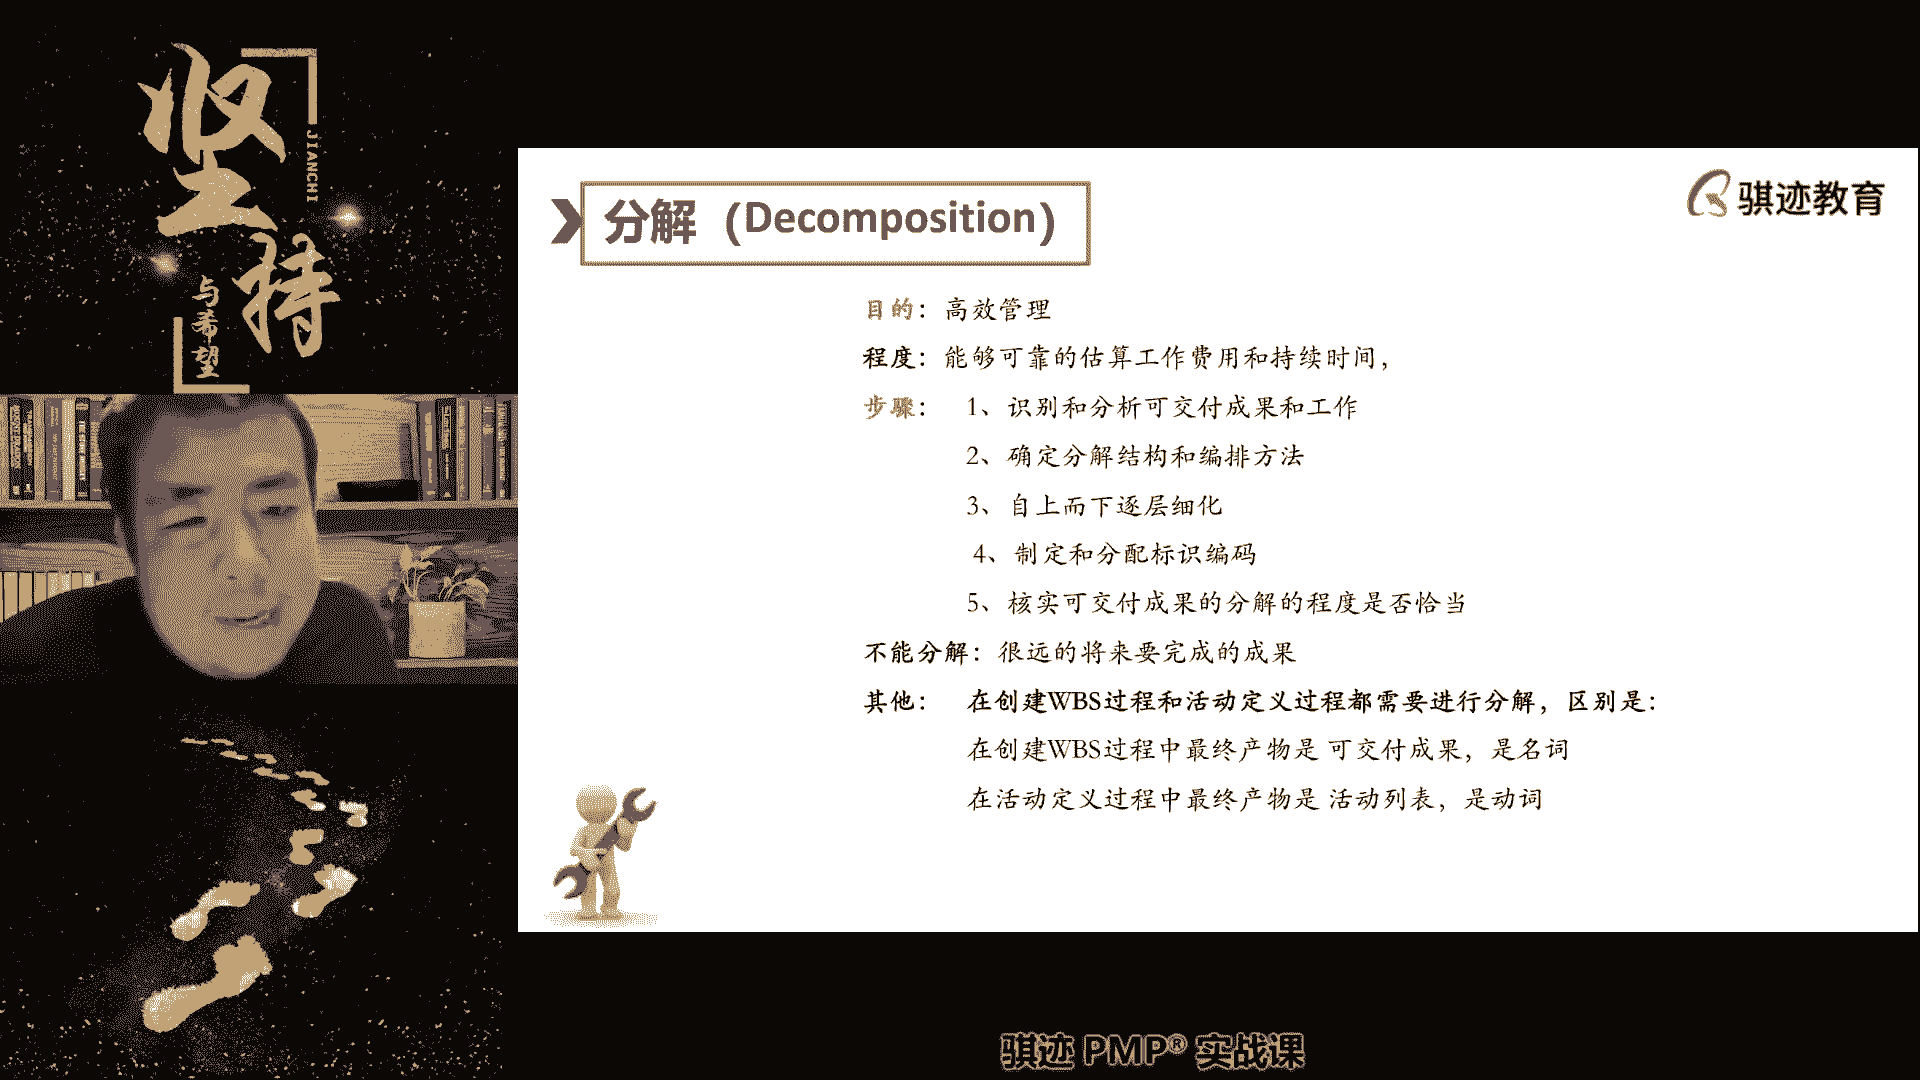 坚持
JIANCHI
与希望
骐迹教育
分解（Decomposition）
目的：高效管理
程度：能够可靠的估算工作费用和持续时间，
步骤：1、识别和分析可交付成果和工作
2、确定分解结构和编排方法
3、自上而下逐层细化
4、制定和分配标识编码
5、核实可交付成果的分解的程度是否恰当
不能分解：很远的将来要完成的成果
其他：在创建WBS过程和活动定义过程都需要进行分解，区别是：
在创建WBS过程中最终产物是 可交付成果，是名词
在活动定义过程中最终产物是 活动列表，是动词
骐迹 PMP® 实战课